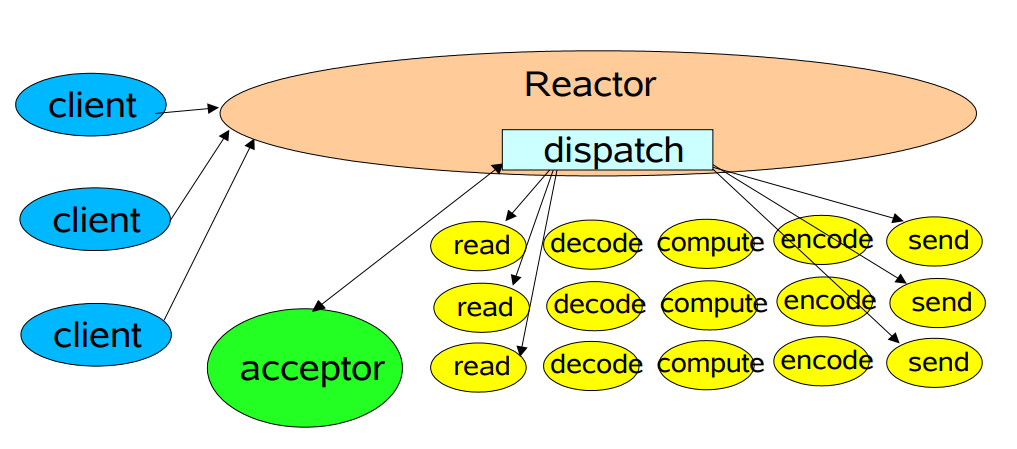 Reactor
dispatch
client
client
client
acceptor
read decode compute encode send
read decode compute encode send
read decode compute encode send